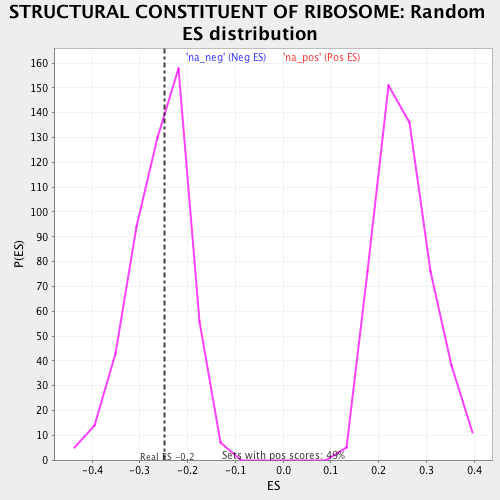 STRUCTURAL CONSTITUENT OF RIBOSOME: Random
ES distribution
'na_neg' (Neg ES) 'na_pos' (Pos ES)
160
150
140
130
120
110
100
90
80
70
60
50
40
30
20
10
0
P(ES)
Real ES -0.2
Sets with pos scores: 49%
-0.4 -0.3 -0.2 -0.1 0.0 0.1 0.2 0.3 0.4
ES